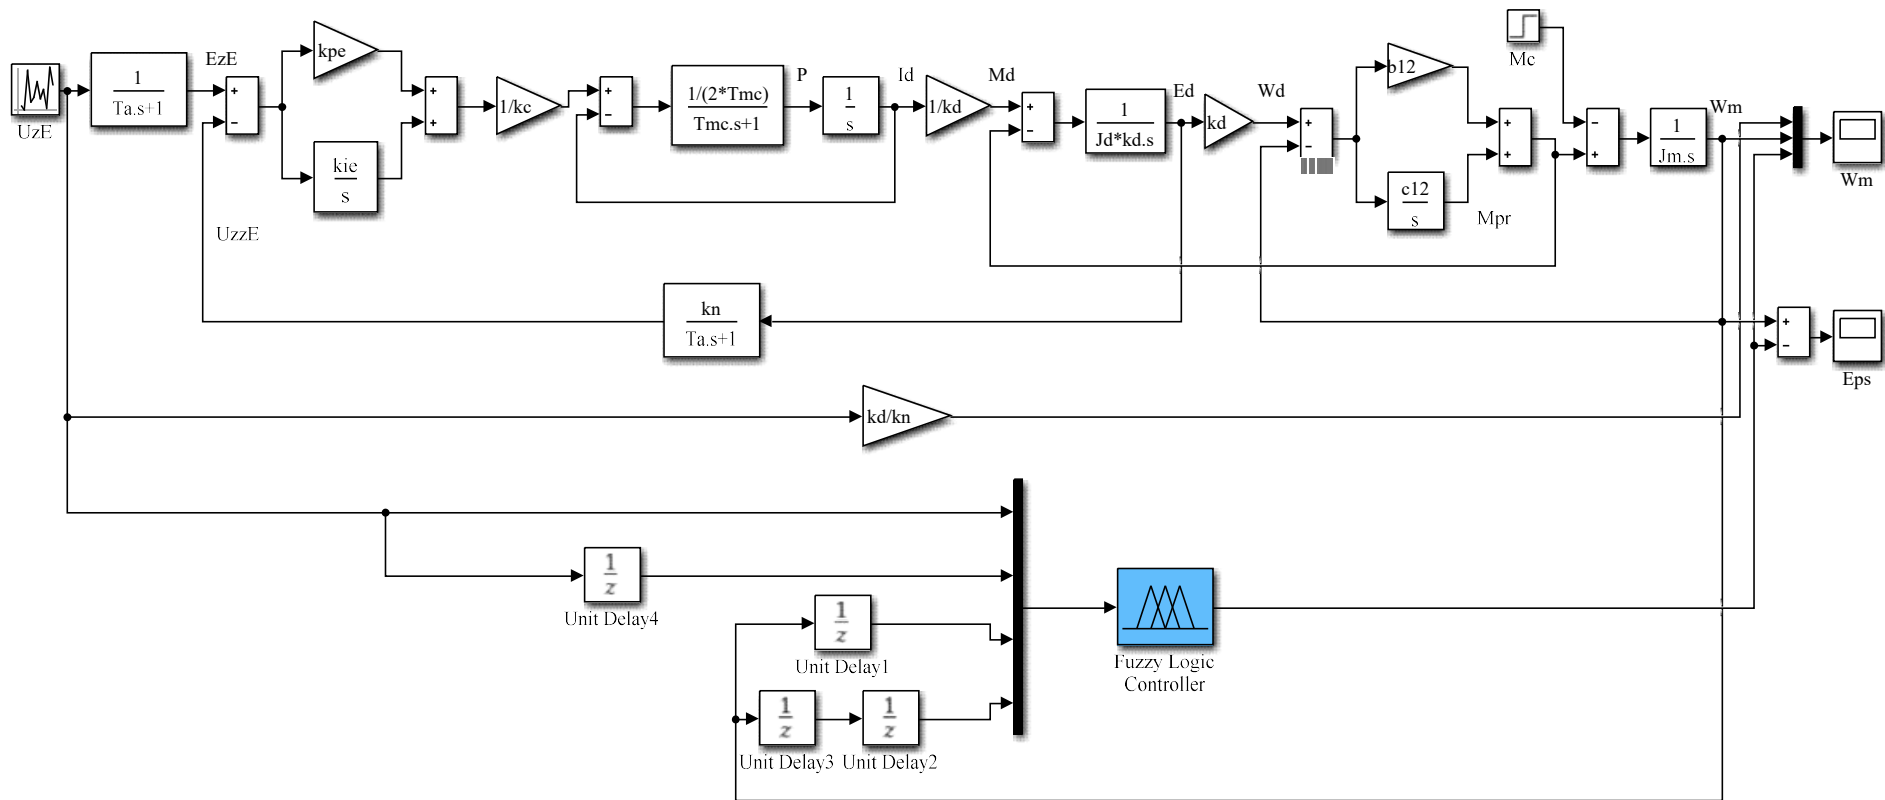 UzE
1
Ta.s+1
EzE
+
−
UzzE
kpe
kie
s
+
+
1/kc
+
−
1/(2*Tmc)
Tmc.s+1
P
1
s
Id
1/kd
Md
+
−
1
Jd*kd.s
Ed
kd
Wd
+
−
b12
c12
s
Mpr
+
+
Mc
−
+
1
Jm.s
Wm
Wm
kn
Ta.s+1
+
−
Eps
kd/kn
1
z
Unit Delay4
1
z
Unit Delay1
1
z
Unit Delay3
1
z
Unit Delay2
Fuzzy Logic
Controller